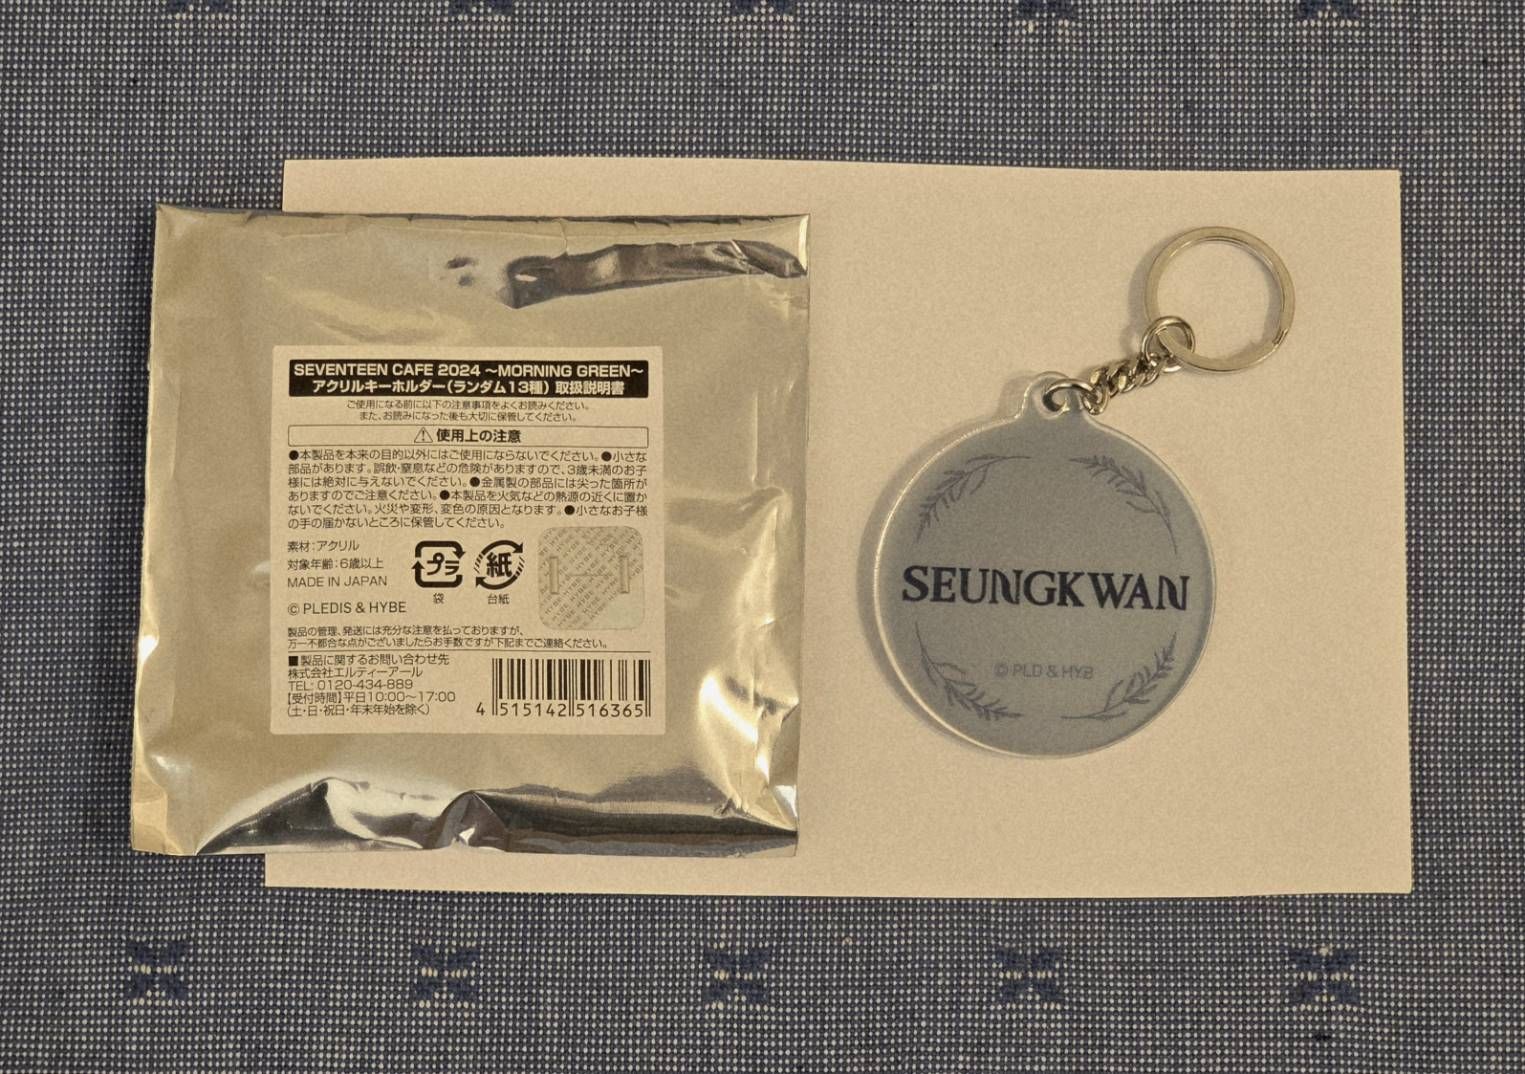 SEVENTEEN CAFE 2024 ～MORNING GREEN～
アクリルキーホルダー(ランダム13種) 取扱説明書
ご使用になる前に以下の注意事項をよくお読みください。
また、お読みになった後も大切に保管してください。
使用上の注意
●本製品を本来の目的以外にはご使用にならないでください。●小さな
部品があります。誤飲・窒息などの危険がありますので、3歳未満のお子
様には絶対に与えないでください。●金属製の部品には尖った箇所が
ありますのでご注意ください。●本製品を火気などの熱源の近くに置か
ないでください。火災や変形、変色の原因となります。●小さなお子様
の手の届かないところに保管してください。
素材:アクリル
対象年齢:6歳以上
MADE IN JAPAN
© PLEDIS & HYBE
プラ
袋
紙
台紙
HYBE
製品の管理、発送には充分な注意を払っておりますが、
万一不都合な点がございましたらお手数ですが下記までご連絡ください。
■製品に関するお問い合わせ先
株式会社エルティーアール
TEL: 0120-434-889
【受付時間】平日10:00～17:00
(土・日・祝日・年末年始を除く)
4 515142 516365
SEUNGKWAN
© PLD & HYB